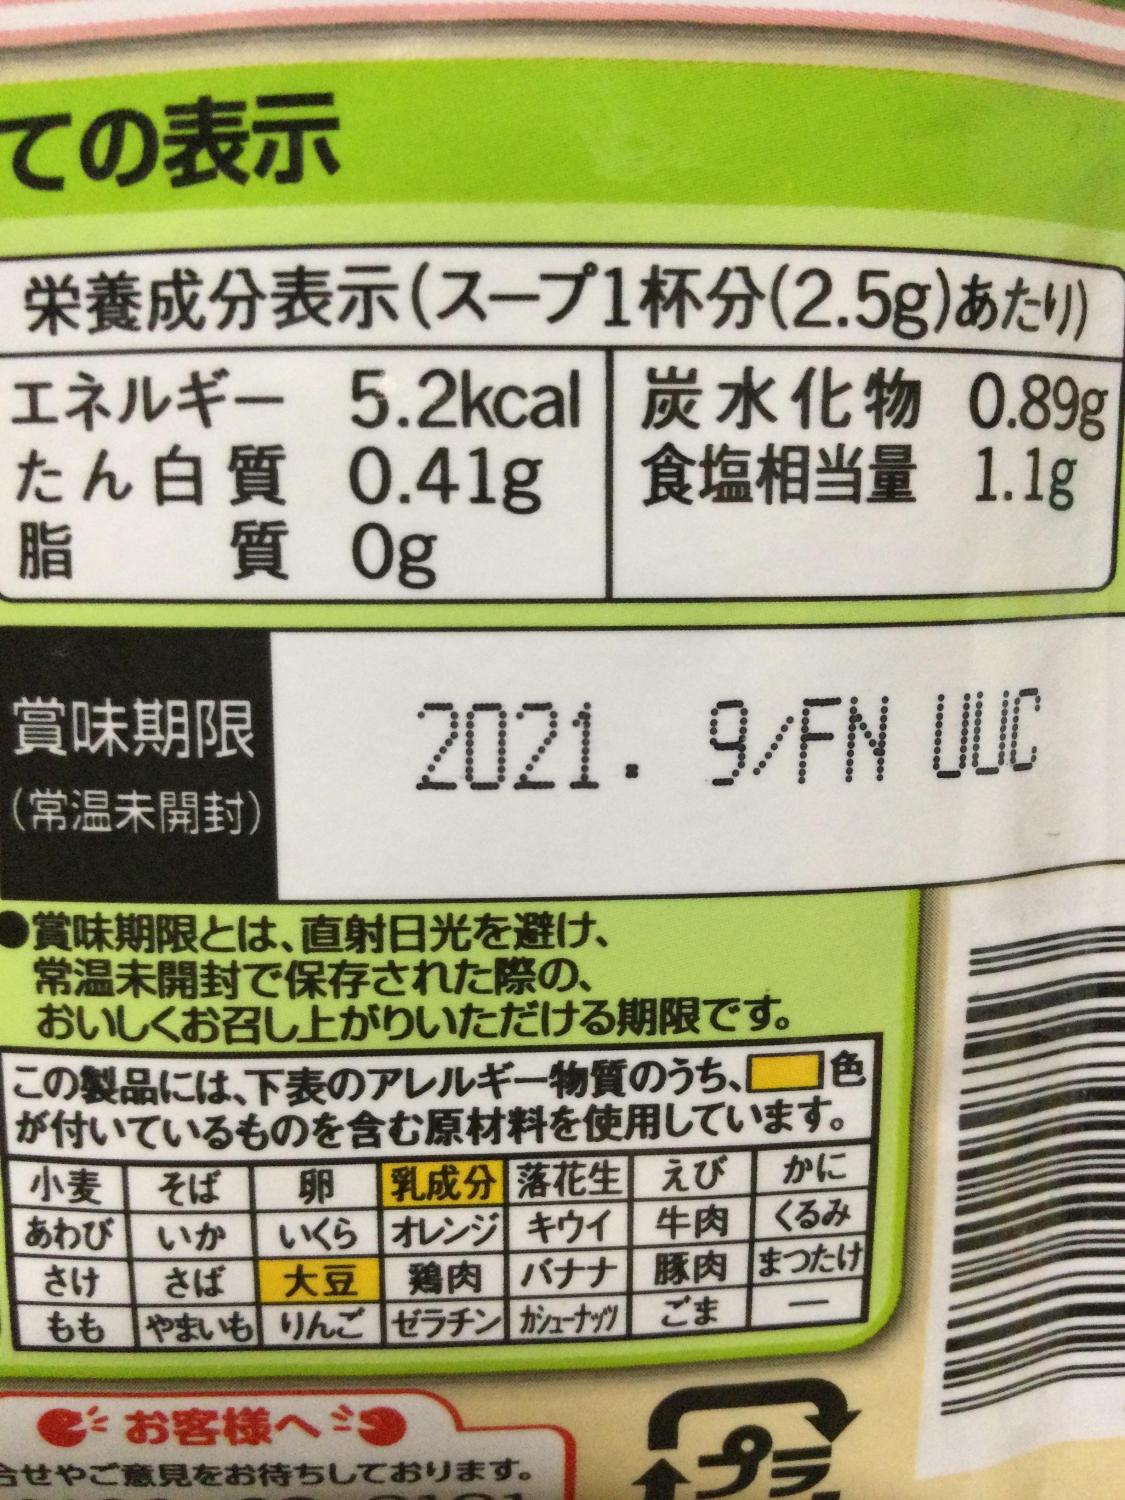 ての表示
栄養成分表示(スープ1杯分(2.5g)あたり)
エネルギー 5.2kcal 炭水化物 0.89g
たん白質 0.41g 食塩相当量 1.1g
脂質 0g
賞味期限
(常温未開封)
2021. 9/FN UUC
●賞味期限とは、直射日光を避け、
常温未開封で保存された際の、
おいしくお召し上がりいただける期限です。
この製品には、下表のアレルギー物質のうち、色
が付いているものを含む原材料を使用しています。
小麦 そば 卵 乳成分 落花生 えび かに
あわび いか いくら オレンジ キウイ 牛肉 くるみ
さけ さば 大豆 鶏肉 バナナ 豚肉 まつたけ
もも やまいも りんご ゼラチン カシューナッツ ごま ―
お客様へ
合せやご意見をお待ちしております。
プラ